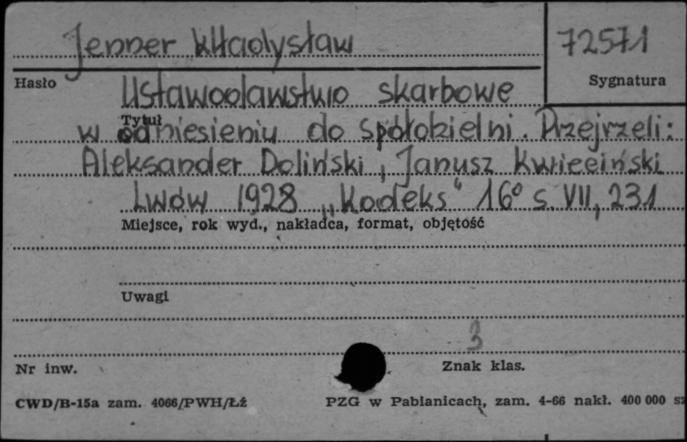 Jenner Władysław
72571
Hasło
Sygnatura
Ustawodawstwo skarbowe
Tytuł
w odniesieniu do spółdzielni. Przejrzeli:
Aleksander Doliński, Janusz Kwieciński
Lwów 1928 „Kodeks" 16° s. VII, 231
Miejsce, rok wyd., nakładca, format, objętość
Uwagi
3
Nr inw.
Znak klas.
CWD/B-15a zam. 4066/PWH/Łź
PZG w Pabianicach, zam. 4-66 nakł. 400 000 sz